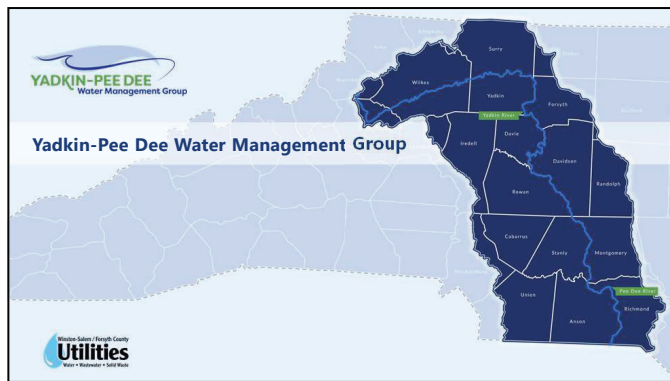 YADKIN-PEE DEE
Water Management Group
Yadkin-Pee Dee Water Management Group
Surry
Wilkes
Yadkin
Forsyth
Yadkin River
Davie
Iredell
Davidson
Randolph
Rowan
Cabarrus
Stanly
Montgomery
Pee Dee River
Union
Anson
Richmond
Winston-Salem / Forsyth County
Utilities
Water • Wastewater • Solid Waste